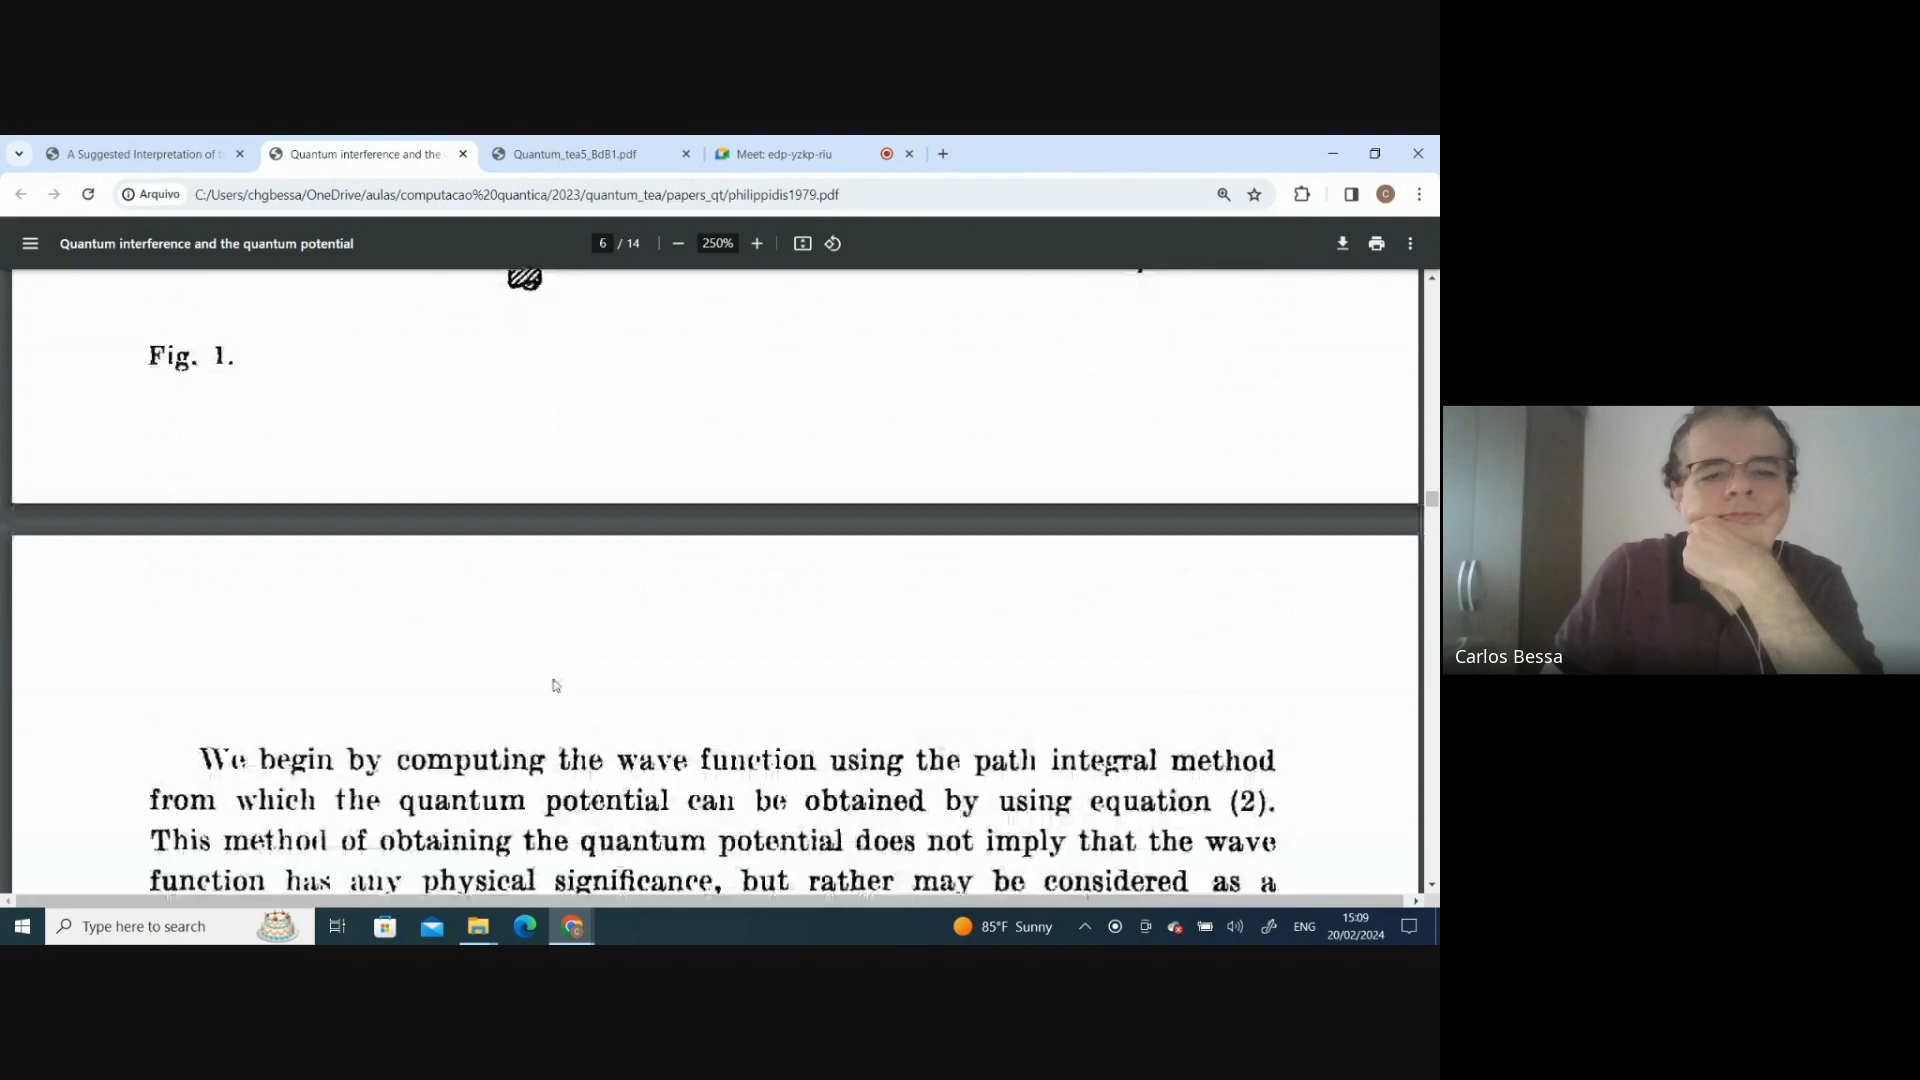 A Suggested Interpretation of t
Quantum interference and the
Quantum_tea5_BdB1.pdf
Meet: edp-yzkp-riu
Arquivo
C:/Users/chgbessa/OneDrive/aulas/computacao%20quantica/2023/quantum_tea/papers_qt/philippidis1979.pdf
C
Quantum interference and the quantum potential
6 / 14
250%
Fig. 1.
We begin by computing the wave function using the path integral method
from which the quantum potential can be obtained by using equation (2).
This method of obtaining the quantum potential does not imply that the wave
function has any physical significance, but rather may be considered as a
Carlos Bessa
Type here to search
85°F Sunny
ENG
15:09
20/02/2024